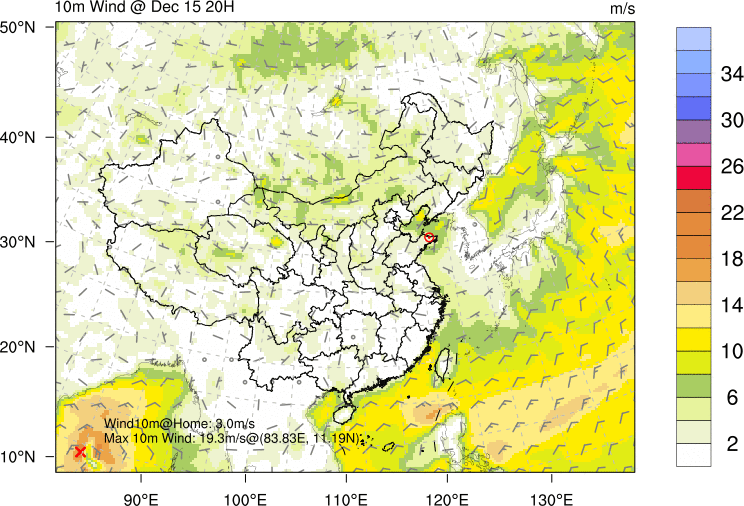 10m Wind @ Dec 15 20H
m/s
50°N
40°N
30°N
20°N
10°N
90°E
100°E
110°E
120°E
130°E
Wind10m@Home: 3.0m/s
Max 10m Wind: 19.3m/s@(83.83E, 11.19N)
34
30
26
22
18
14
10
6
2